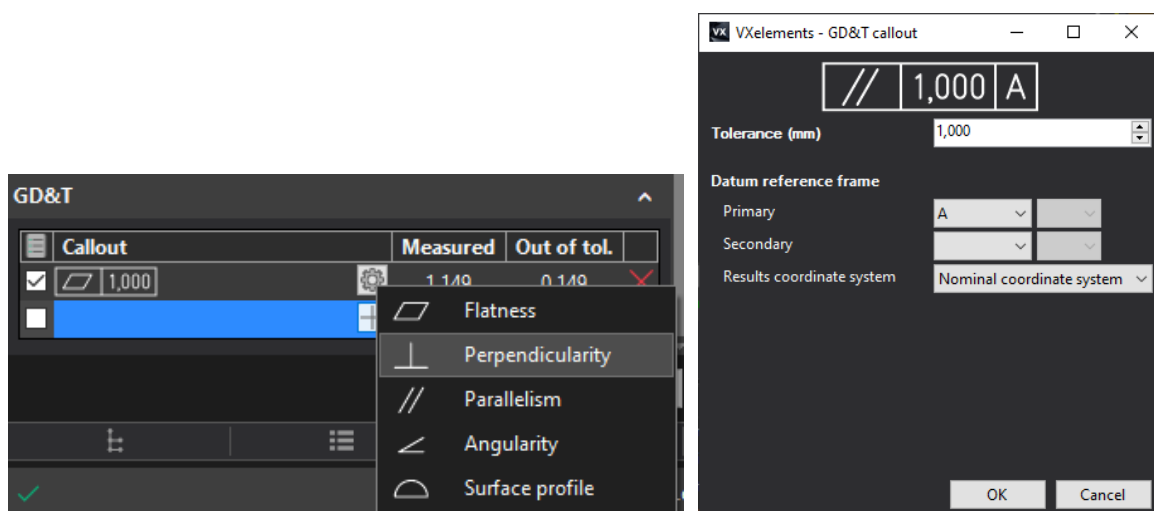 GD&T
Callout Measured Out of tol.
1,000 1,149 0,149
Flatness
Perpendicularity
Parallelism
Angularity
Surface profile
VX VXelements - GD&T callout
// 1,000 A
Tolerance (mm) 1,000
Datum reference frame
Primary A
Secondary
Results coordinate system Nominal coordinate system
OK Cancel